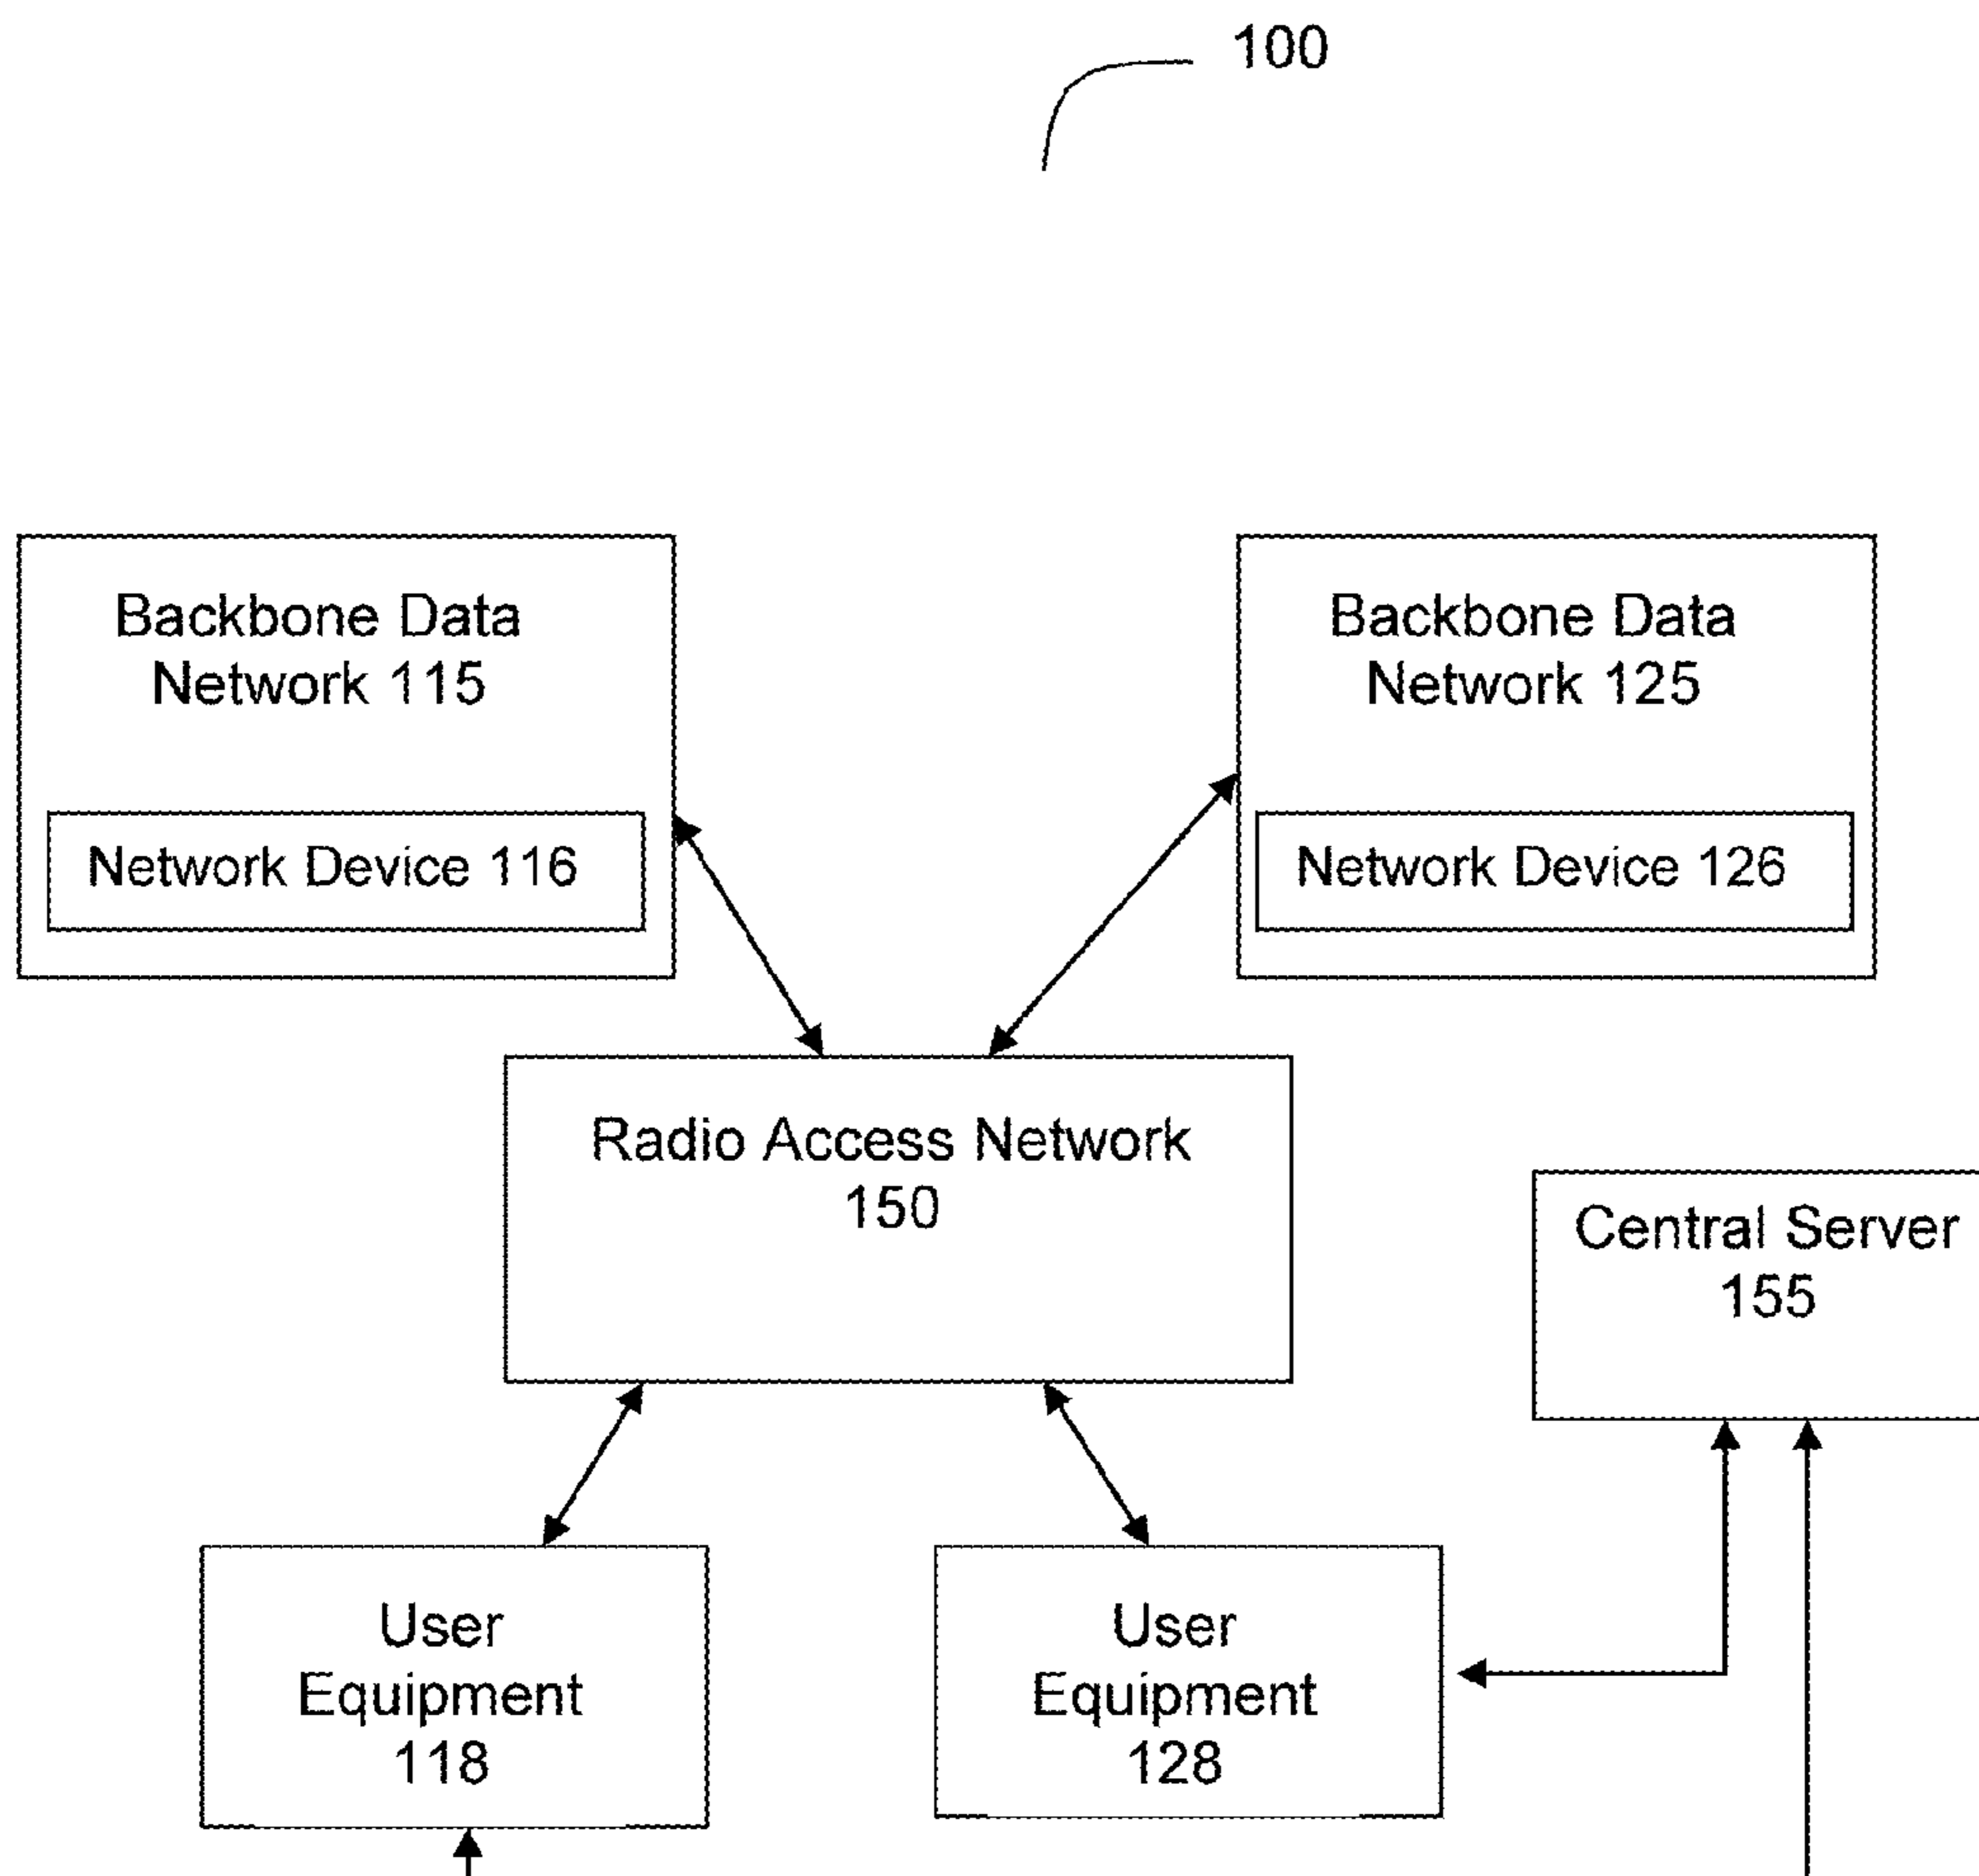 100
Backbone Data
Network 115
Network Device 116
Backbone Data
Network 125
Network Device 126
Radio Access Network
150
Central Server
155
User
Equipment
118
User
Equipment
128